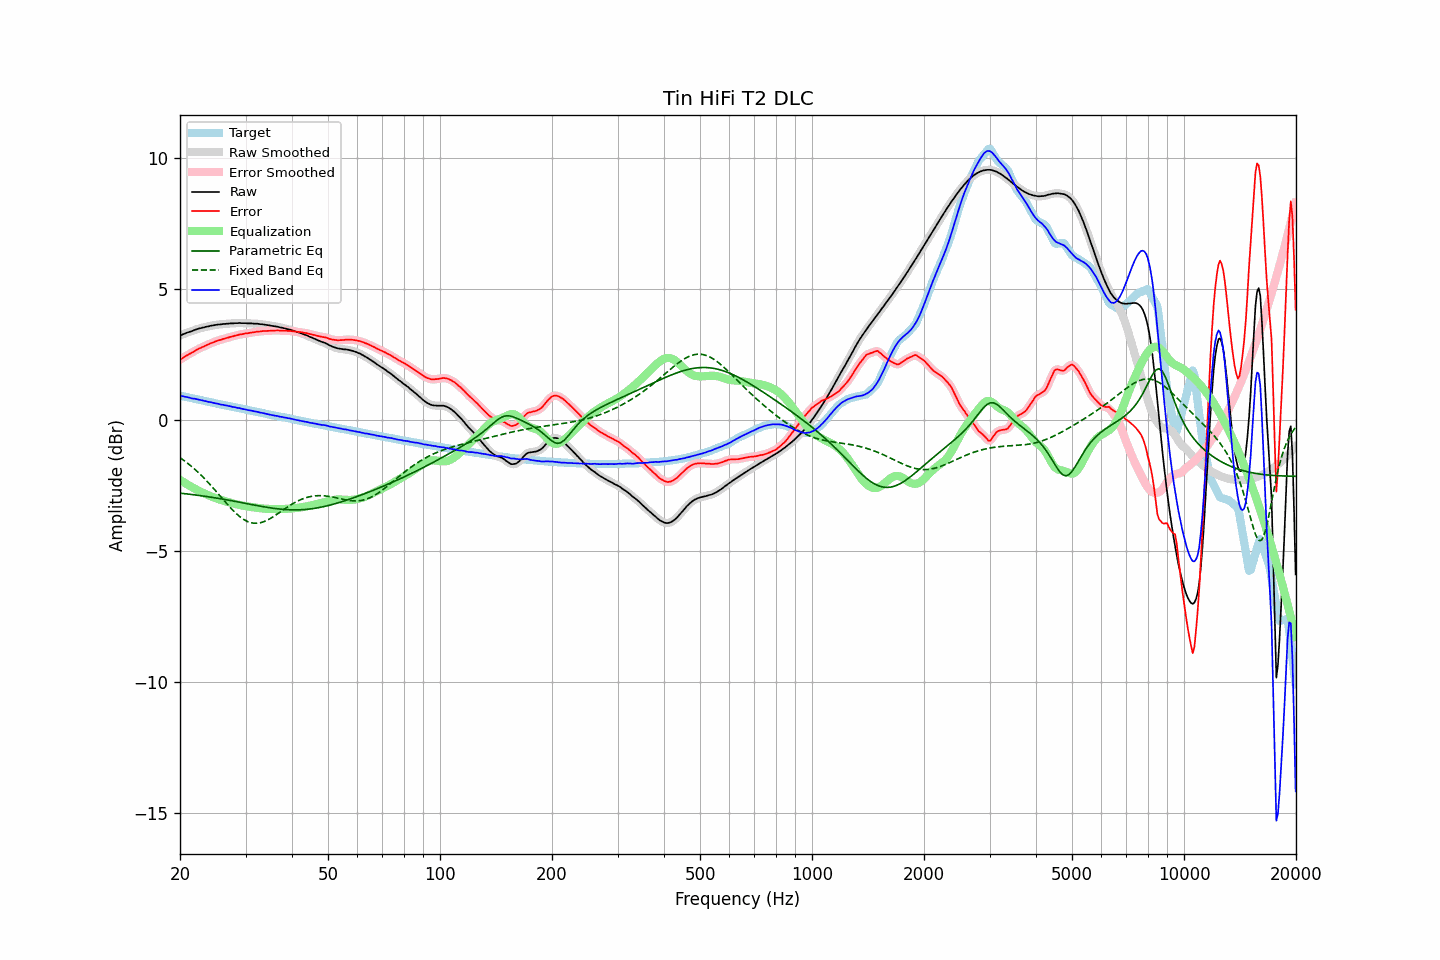 Tin HiFi T2 DLC
Target
Raw Smoothed
Error Smoothed
Raw
Error
Equalization
Parametric Eq
Fixed Band Eq
Equalized
Amplitude (dBr)
10
5
0
−5
−10
−15
20 50 100 200 500 1000 2000 5000 10000 20000
Frequency (Hz)